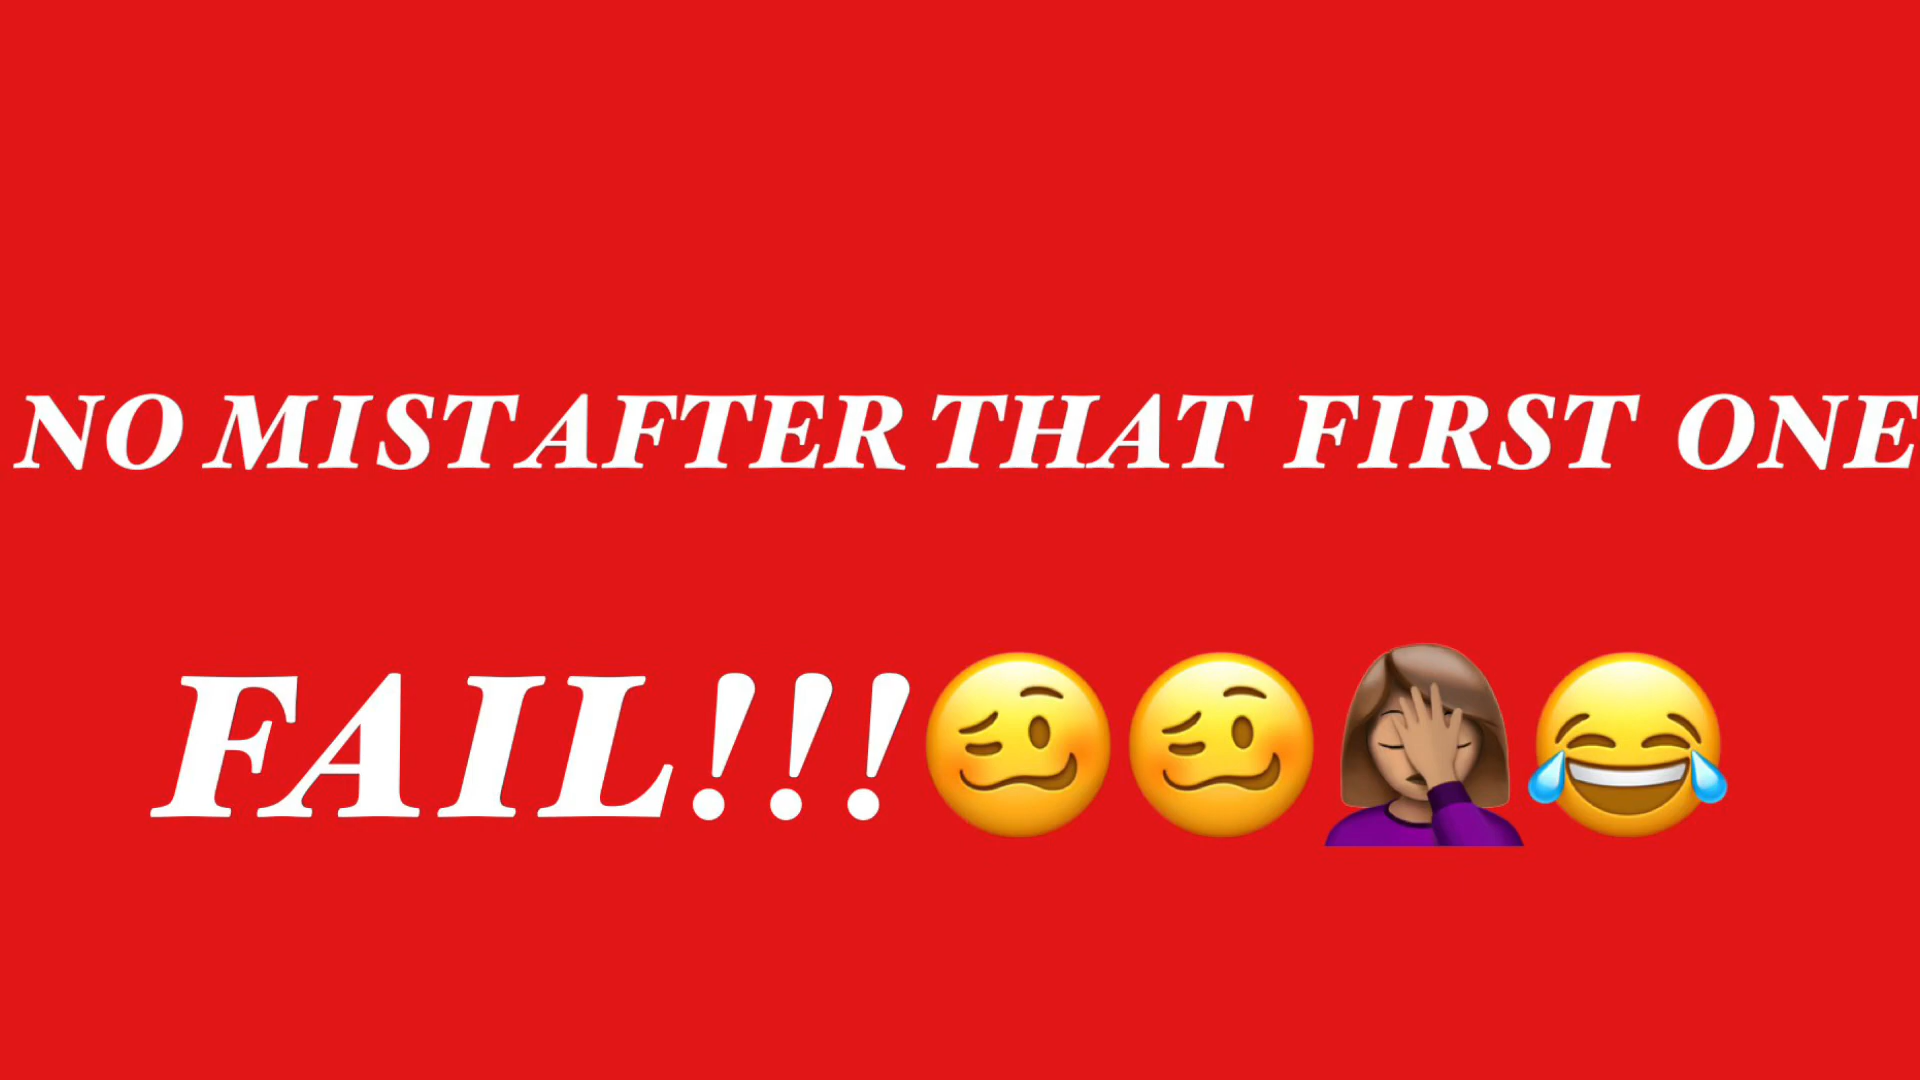 NO MIST AFTER THAT FIRST ONE
FAIL!!!🥴🥴🤦🏽‍♀️😂